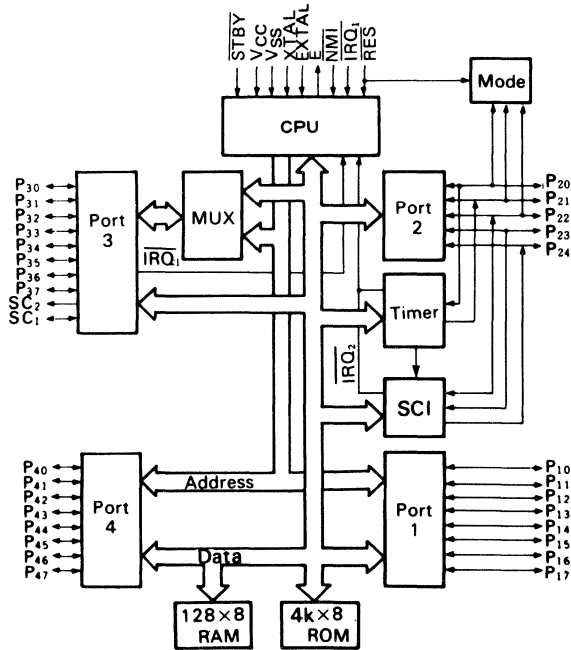 STBY
VCC
VSS
XTAL
EXTAL
E
NMI
IRQ1
RES
Mode
CPU
P30
P31
P32
P33
P34
P35
P36
P37
SC2
SC1
Port
3
MUX
IRQ1
Port
2
P20
P21
P22
P23
P24
Timer
IRQ2
SCI
P40
P41
P42
P43
P44
P45
P46
P47
Port
4
Address
Data
Port
1
P10
P11
P12
P13
P14
P15
P16
P17
128×8
RAM
4k×8
ROM